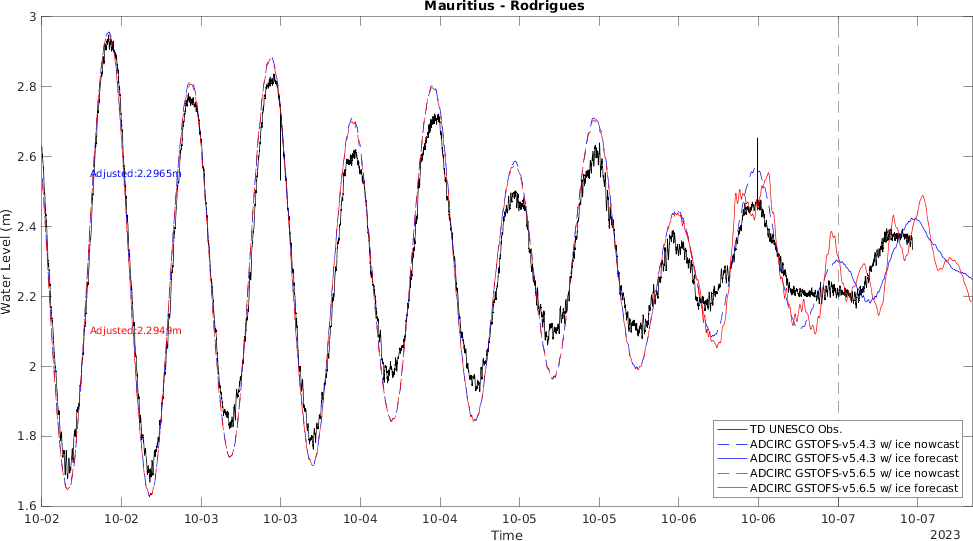 Mauritius - Rodrigues
3
2.8
2.6
2.4
2.2
2
1.8
1.6
Water Level (m)
Adjusted:2.2965m
Adjusted:2.2949m
TD UNESCO Obs.
ADCIRC GSTOFS-v5.4.3 w/ ice nowcast
ADCIRC GSTOFS-v5.4.3 w/ ice forecast
ADCIRC GSTOFS-v5.6.5 w/ ice nowcast
ADCIRC GSTOFS-v5.6.5 w/ ice forecast
10-02 10-02 10-03 10-03 10-04 10-04 10-05 10-05 10-06 10-06 10-07 10-07
Time
2023